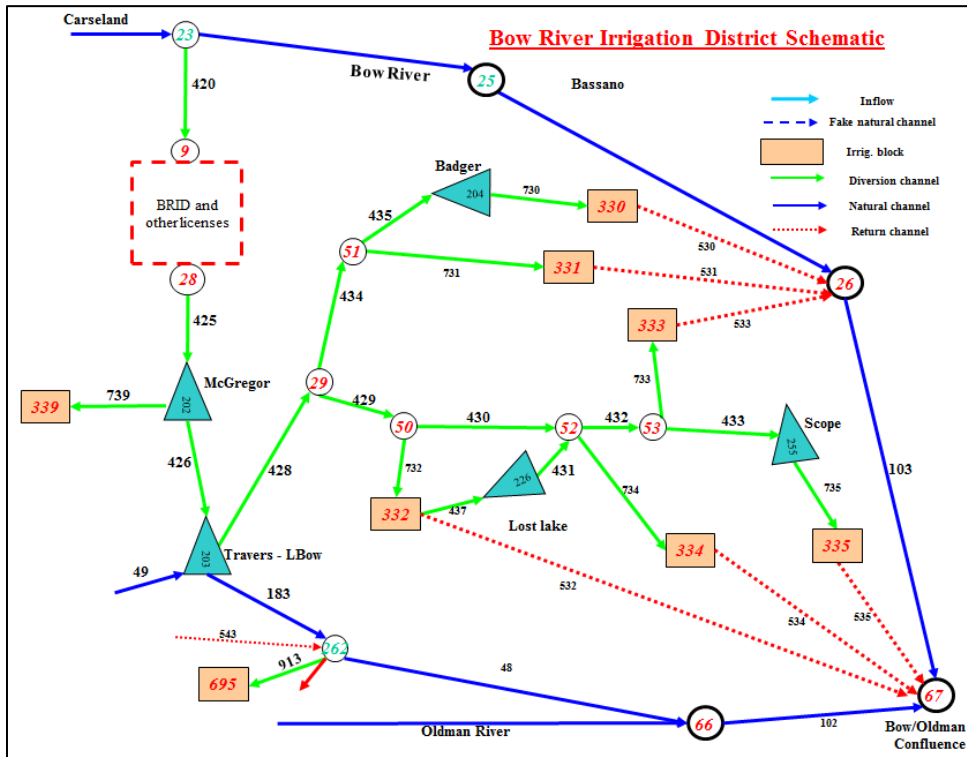 Carseland
23
Bow River Irrigation District Schematic
420
Bow River
25
Bassano
Inflow
Fake natural channel
Irrig. block
Diversion channel
Natural channel
Return channel
9
BRID and
otherlicenses
28
Badger
204
730
330
435
51
731
331
530
531
26
434
425
333
533
McGregor
202
739
339
29
429
733
50
430
52
432
53
433
Scope
255
426
428
732
431
226
437
332
Lost lake
734
334
735
335
103
Travers - LBow
203
49
183
532
534
535
543
262
913
695
48
67
66
102
Oldman River
Bow/Oldman
Confluence